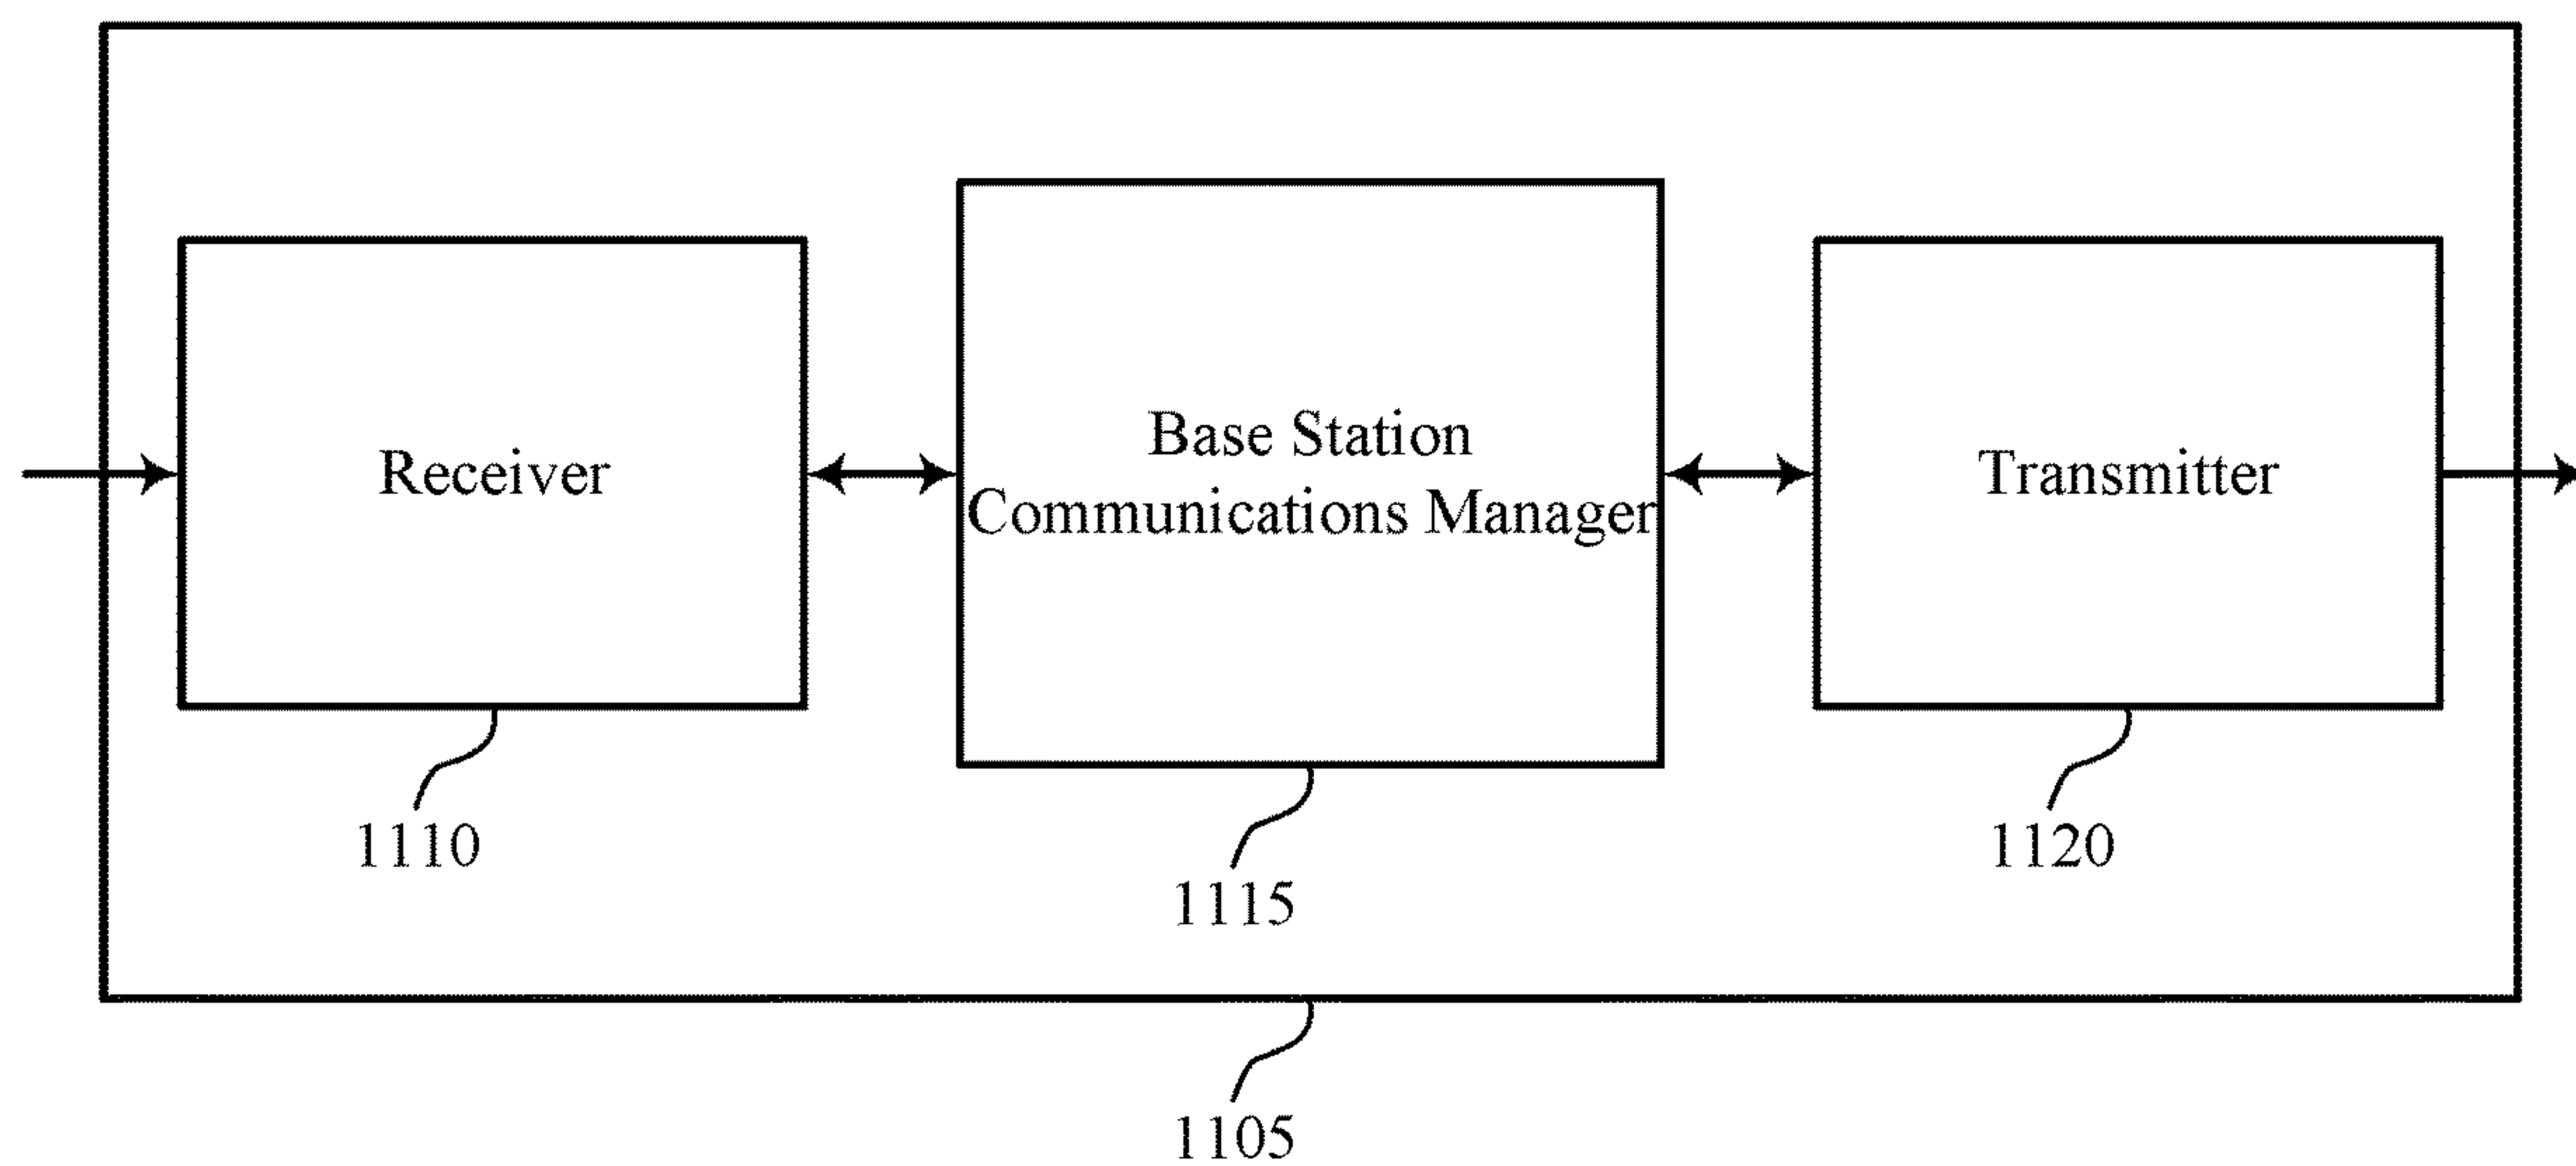 Receiver
Base Station
Communications Manager
Transmitter
1110
1115
1120
1105